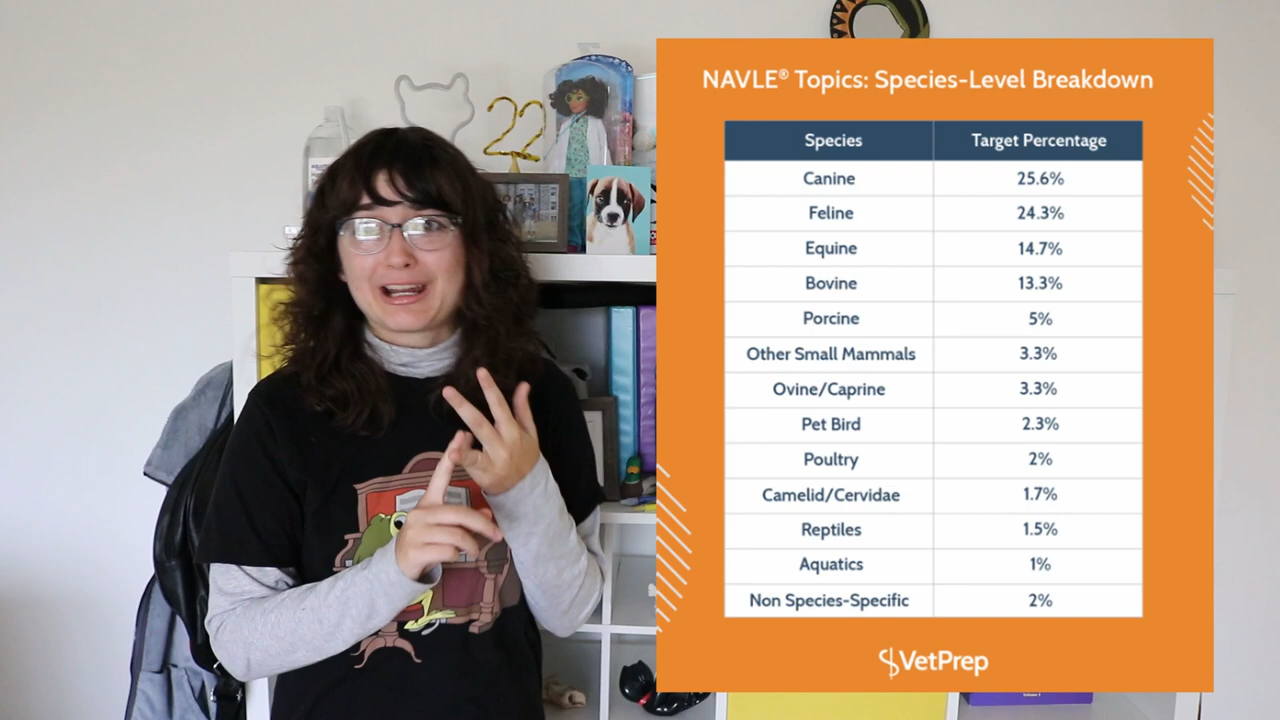 22
NAVLE® Topics: Species-Level Breakdown
Species Target Percentage
Canine 25.6%
Feline 24.3%
Equine 14.7%
Bovine 13.3%
Porcine 5%
Other Small Mammals 3.3%
Ovine/Caprine 3.3%
Pet Bird 2.3%
Poultry 2%
Camelid/Cervidae 1.7%
Reptiles 1.5%
Aquatics 1%
Non Species-Specific 2%
VetPrep